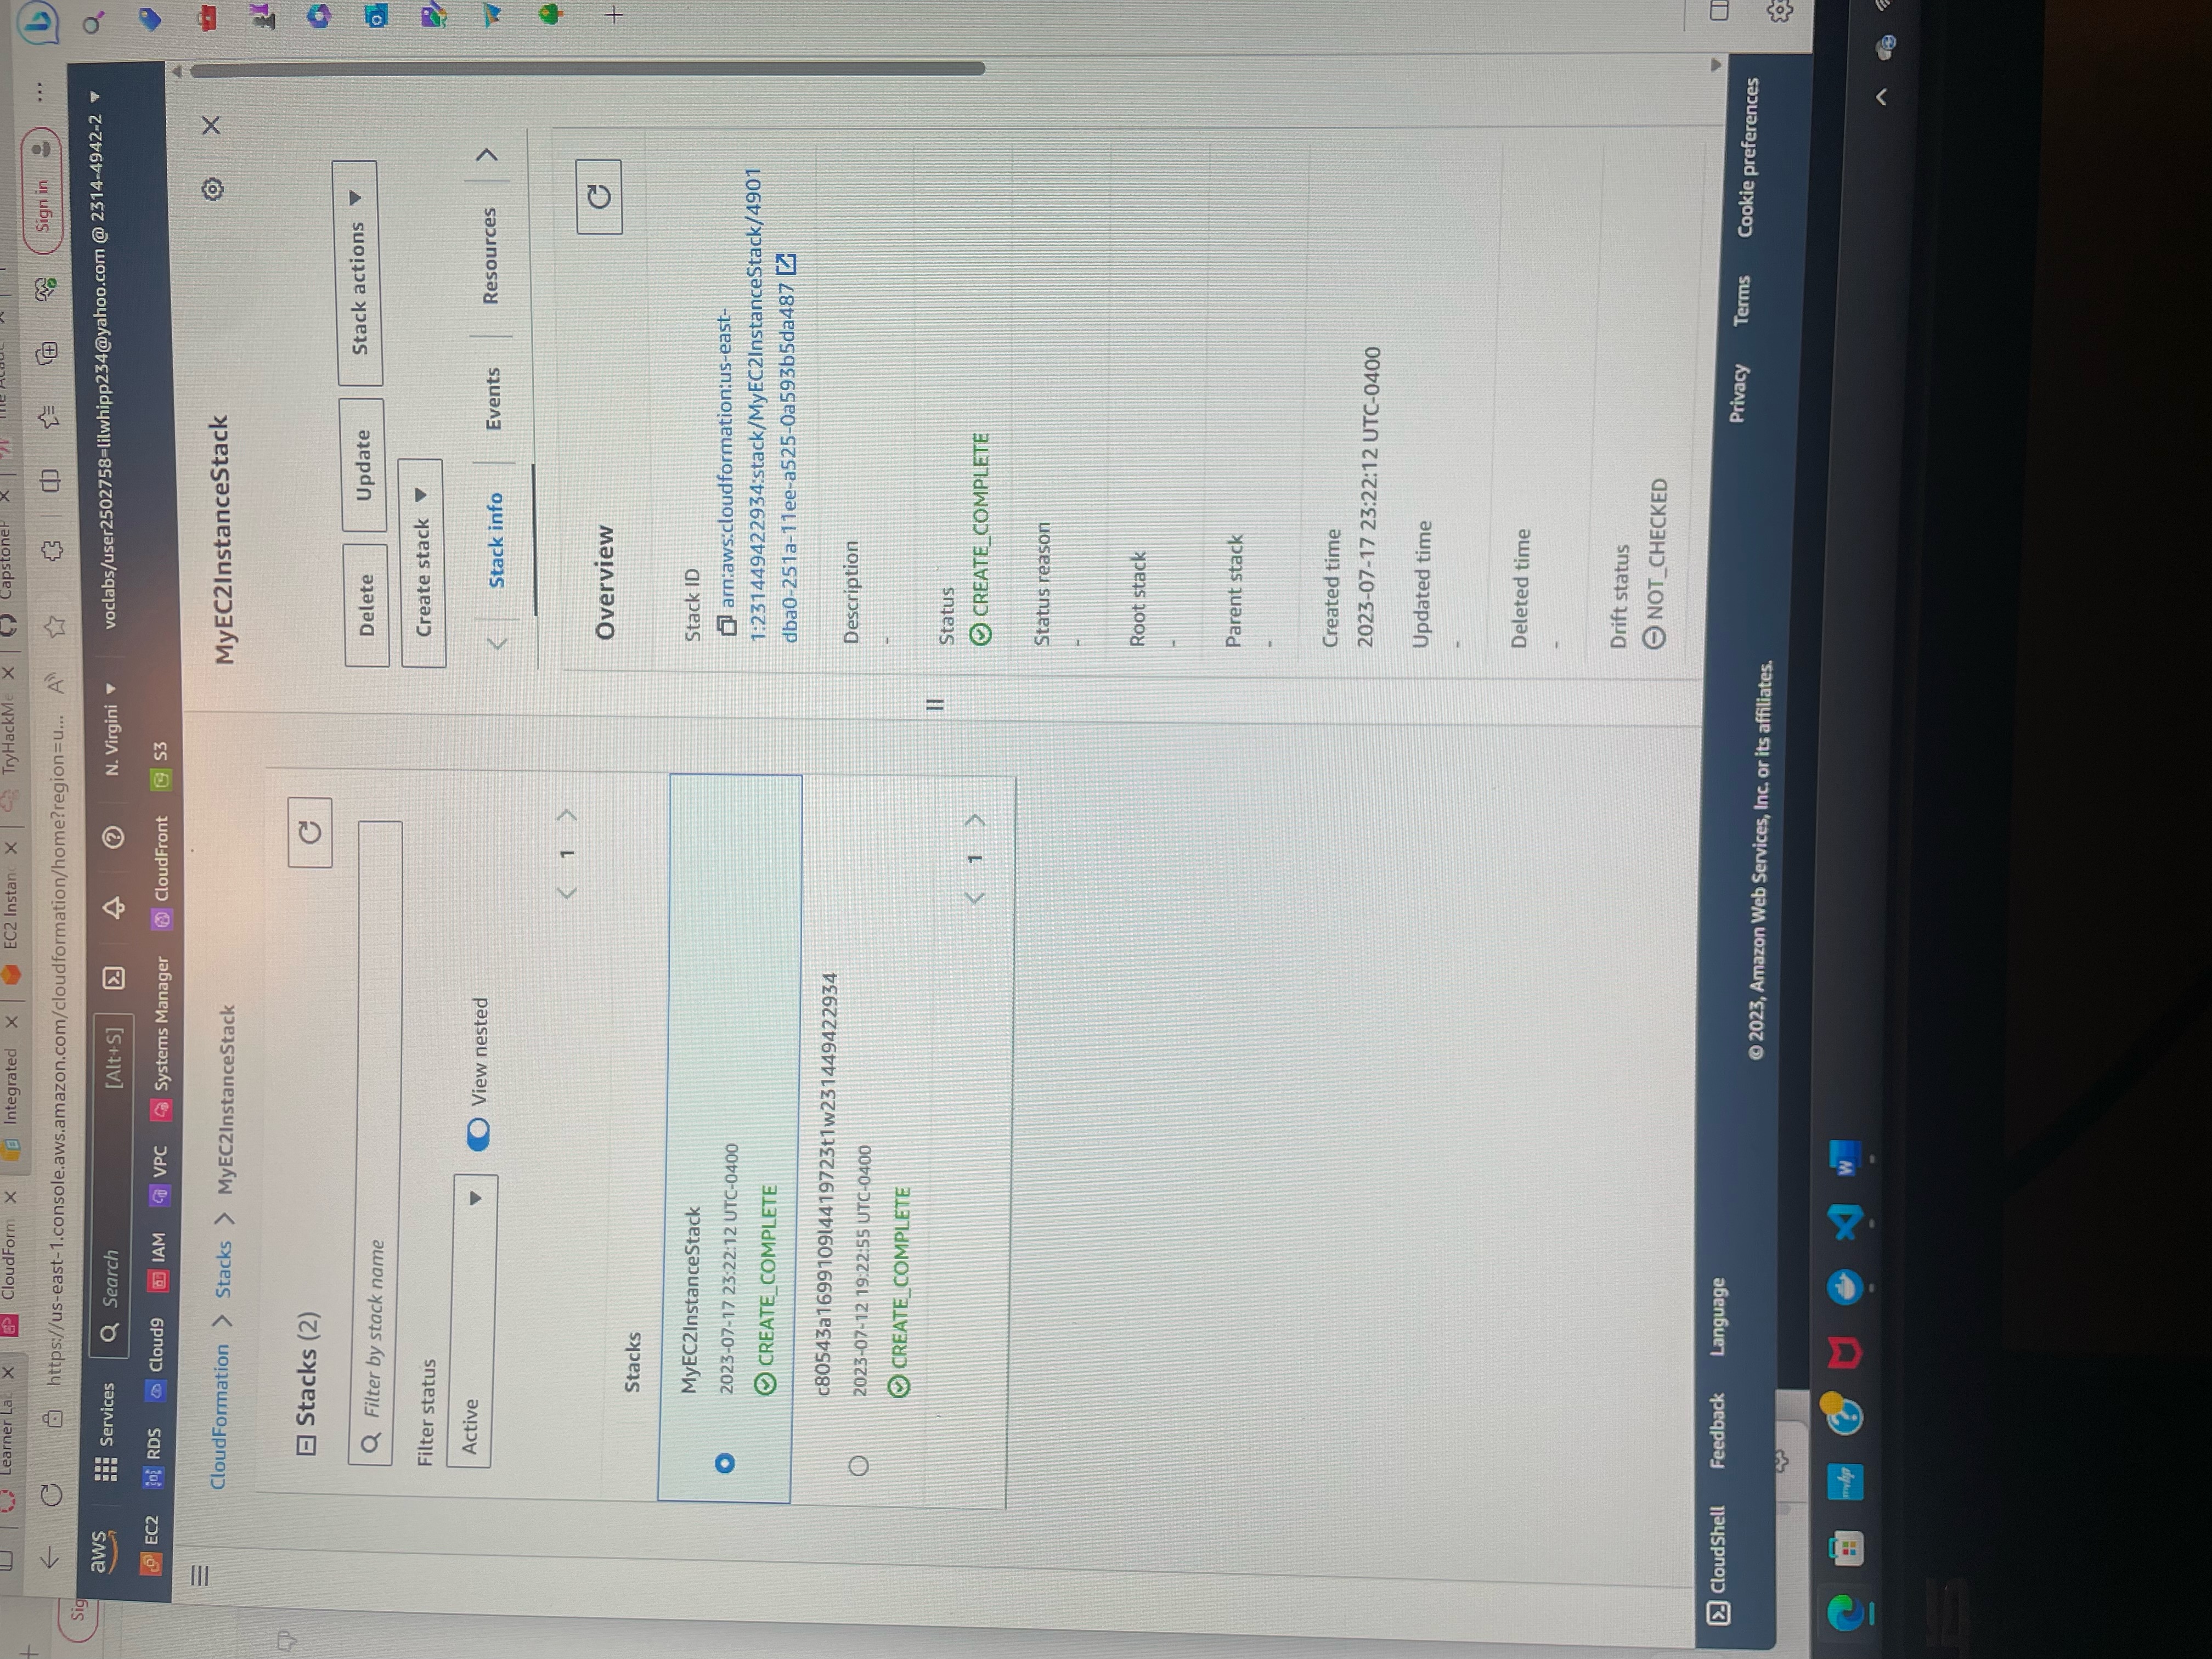 Learner Lab
CloudForm
Integrated
EC2 Instanc
TryHackMe
CapstoneP
Sig
https://us-east-1.console.aws.amazon.com/cloudformation/home?region=u...
Sign in
aws
Services
Search
[Alt+S]
N. Virgini
voclabs/user2502758=lilwhipp234@yahoo.com @ 2314-4942-2
EC2
RDS
Cloud9
IAM
VPC
Systems Manager
CloudFront
S3
CloudFormation > Stacks > MyEC2InstanceStack
Stacks (2)
Filter by stack name
Filter status
Active
View nested
1
Stacks
MyEC2InstanceStack
2023-07-17 23:22:12 UTC-0400
CREATE_COMPLETE
c80543a1699109l4419723t1w231449422934
2023-07-12 19:22:55 UTC-0400
CREATE_COMPLETE
1
MyEC2InstanceStack
Delete
Update
Stack actions
Create stack
Stack info
Events
Resources
Overview
Stack ID
arn:aws:cloudformation:us-east-
1:231449422934:stack/MyEC2InstanceStack/4901
dba0-251a-11ee-a525-0a593b5da487
Description
-
Status
CREATE_COMPLETE
Status reason
-
Root stack
-
Parent stack
-
Created time
2023-07-17 23:22:12 UTC-0400
Updated time
-
Deleted time
-
Drift status
NOT_CHECKED
CloudShell
Feedback
Language
Privacy
Terms
Cookie preferences
© 2023, Amazon Web Services, Inc. or its affiliates.
myhp
W